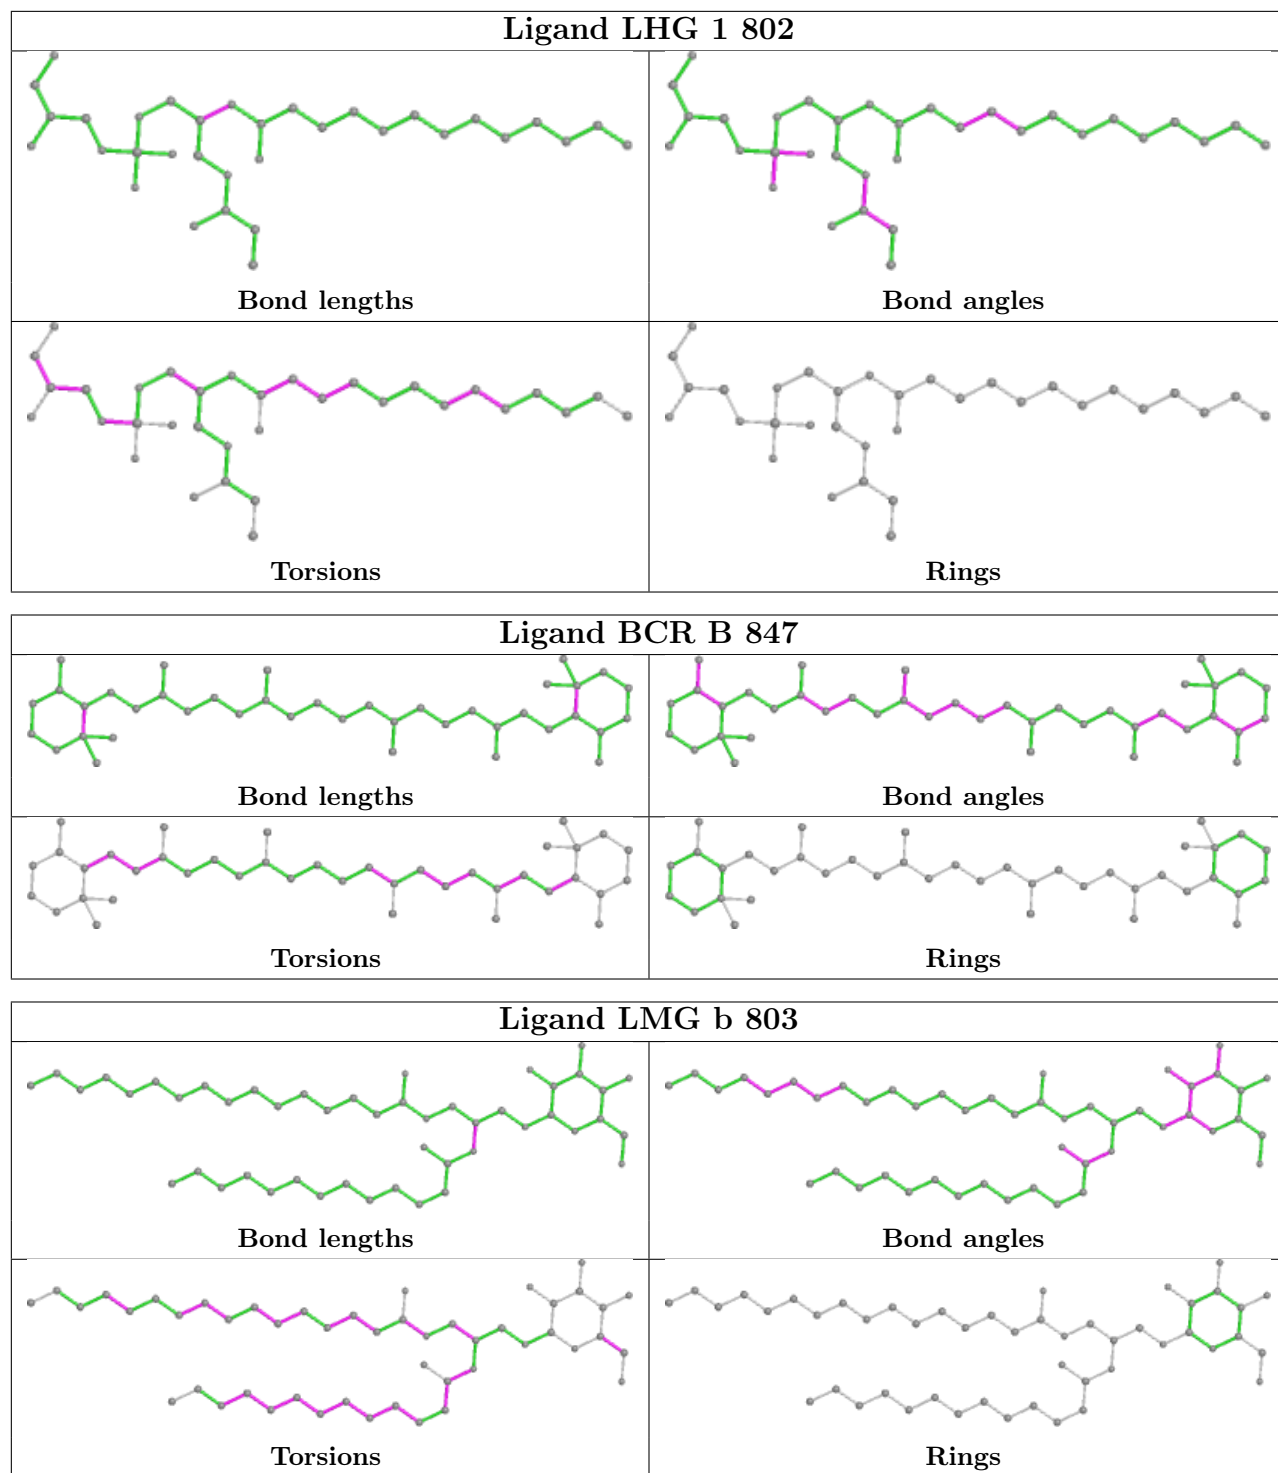 Ligand LHG 1 802
Bond lengths
Bond angles
Torsions
Rings
Ligand BCR B 847
Bond lengths
Bond angles
Torsions
Rings
Ligand LMG b 803
Bond lengths
Bond angles
Torsions
Rings